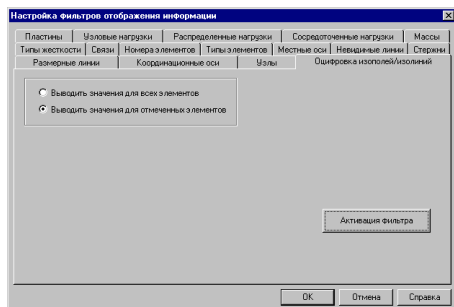 Настройка фильтров отображения информации
Пластины Узловые нагрузки Распределенные нагрузки Сосредоточенные нагрузки Массы
Типы жесткости Связи Номера элементов Типы элементов Местные оси Невидимые линии Стержни
Размерные линии Координационные оси Узлы Оцифровка изополей/изолиний
Выводить значения для всех элементов
Выводить значения для отмеченных элементов
Активация фильтра
OK Отмена Справка